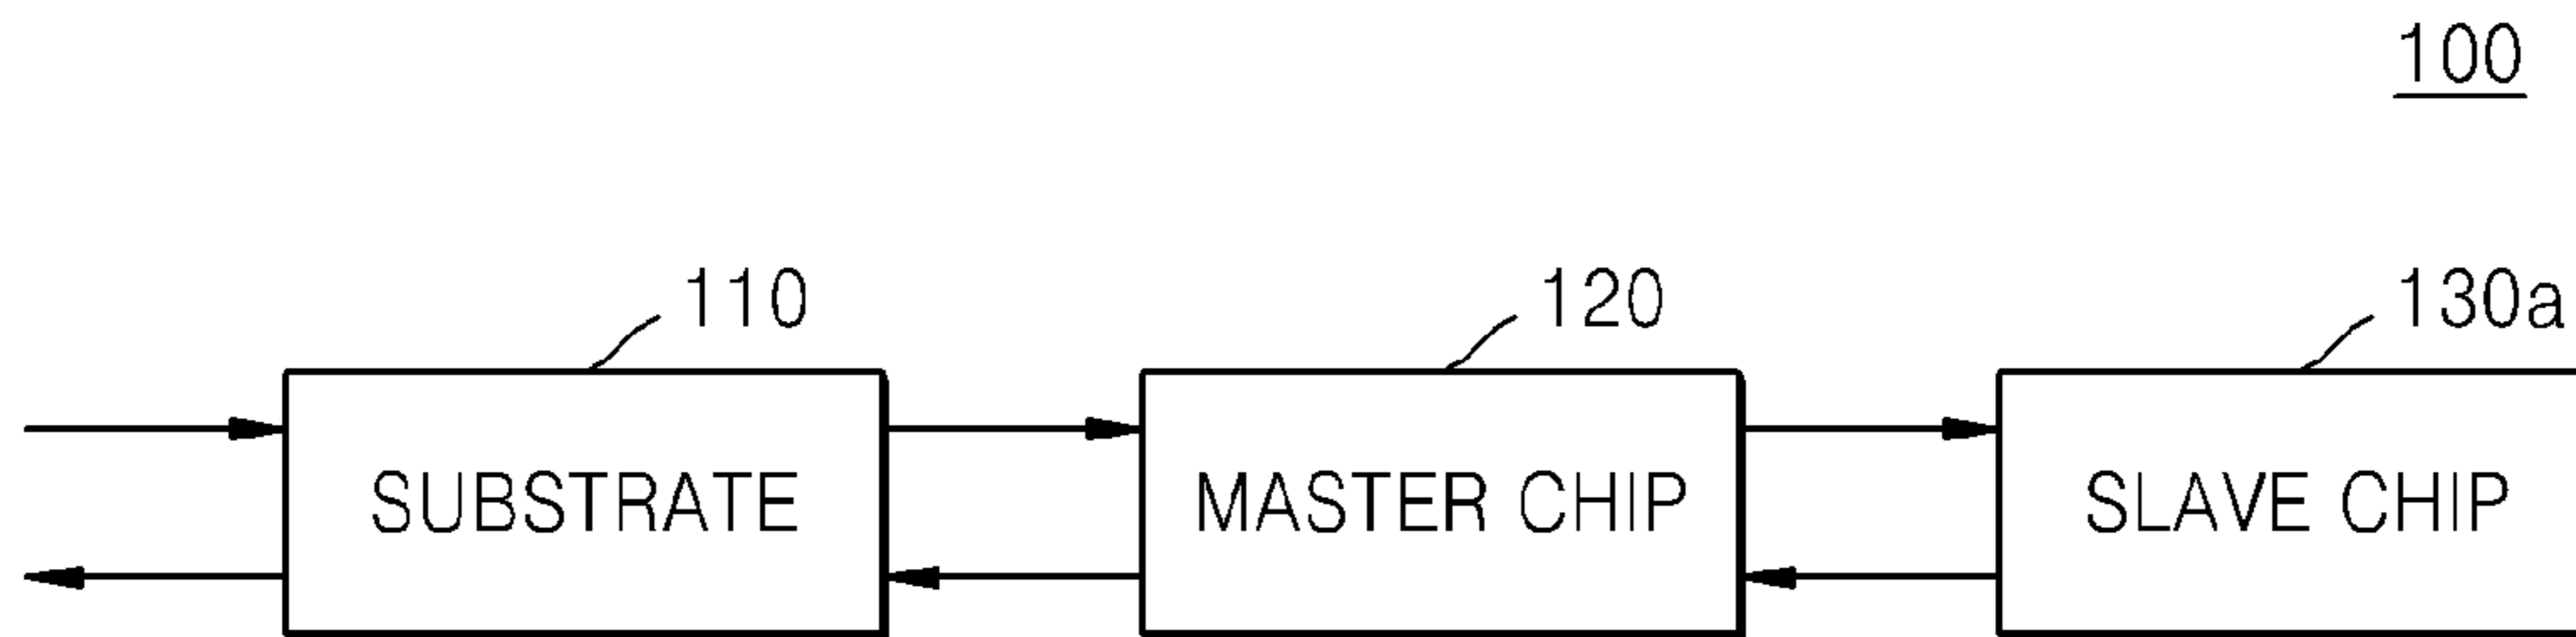 100
110
120
130a
SUBSTRATE
MASTER CHIP
SLAVE CHIP